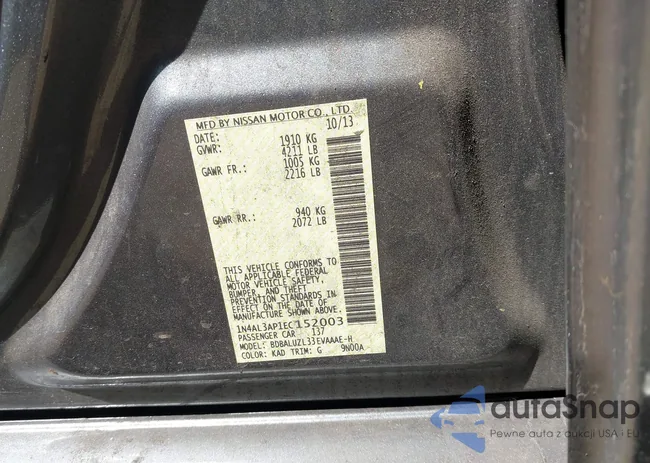 MFD BY NISSAN MOTOR CO., LTD.
DATE: 10/13
GVWR: 1910 KG
4211 LB
GAWR FR.: 1005 KG
2216 LB
GAWR RR.: 940 KG
2072 LB
THIS VEHICLE CONFORMS TO
ALL APPLICABLE FEDERAL
MOTOR VEHICLE SAFETY,
BUMPER, AND THEFT
PREVENTION STANDARDS IN
EFFECT ON THE DATE OF
MANUFACTURE SHOWN ABOVE.
1N4AL3AP1EC152003
PASSENGER CAR 137
MODEL: BDBALUZL33EVAAAE-H
COLOR: KAD TRIM: G 9N00A
autaSnap
Pewne auta z aukcji USA i EU